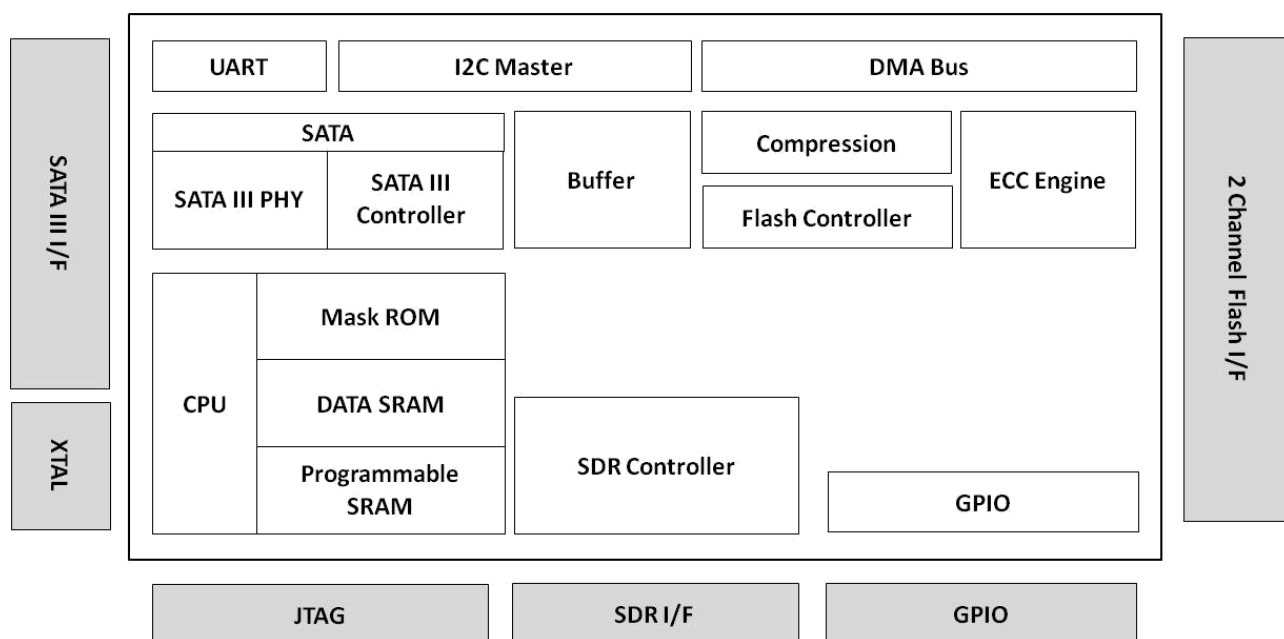 UART
I2C Master
DMA Bus
SATA III I/F
SATA
SATA III PHY
SATA III
Controller
Buffer
Compression
Flash Controller
ECC Engine
2 Channel Flash I/F
CPU
Mask ROM
DATA SRAM
Programmable
SRAM
SDR Controller
GPIO
XTAL
JTAG
SDR I/F
GPIO